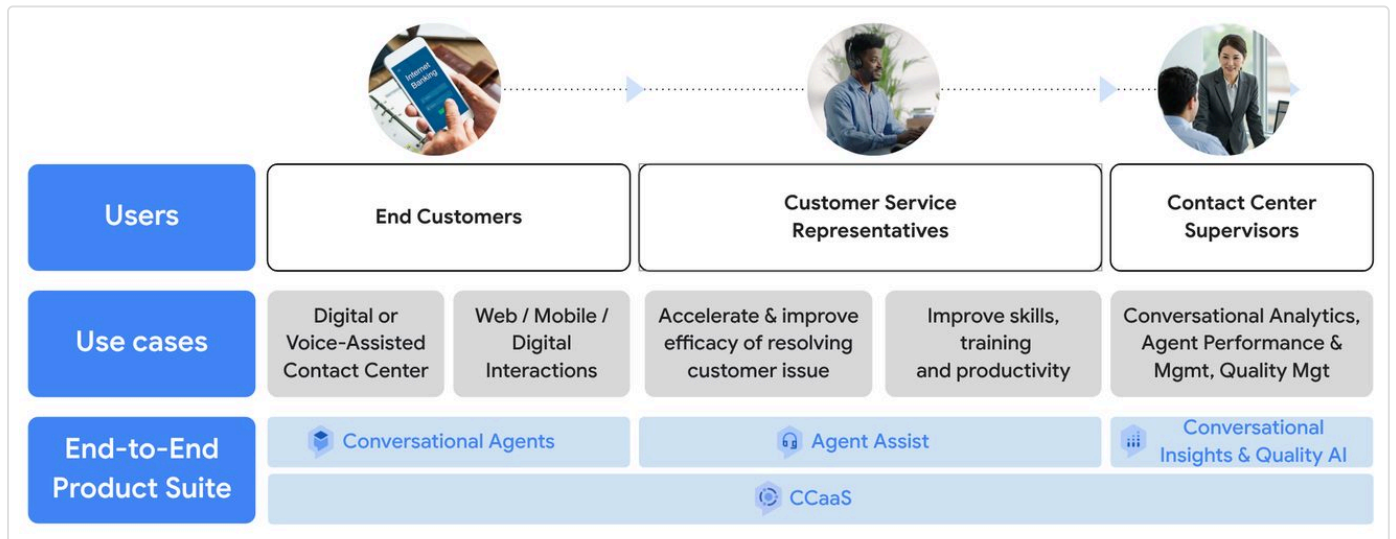 Internet
Banking
Users
End Customers
Customer Service
Representatives
Contact Center
Supervisors
Use cases
Digital or
Voice-Assisted
Contact Center
Web / Mobile /
Digital
Interactions
Accelerate & improve
efficacy of resolving
customer issue
Improve skills,
training
and productivity
Conversational Analytics,
Agent Performance &
Mgmt, Quality Mgt
End-to-End
Product Suite
Conversational Agents
Agent Assist
Conversational
Insights & Quality AI
CCaaS